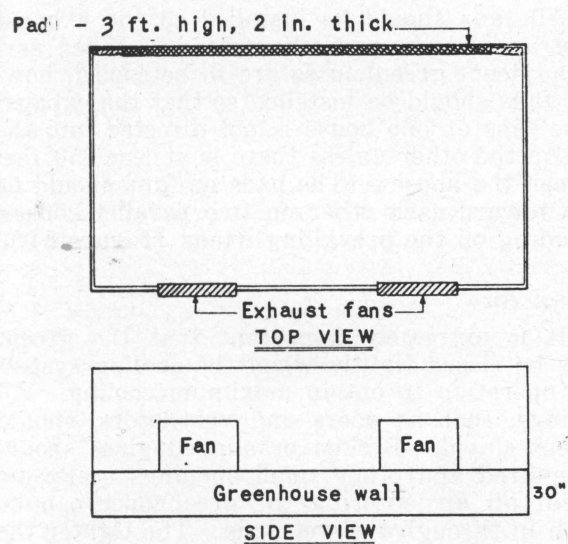 Pad - 3 ft. high, 2 in. thick
Exhaust fans
TOP VIEW
Fan
Fan
Greenhouse wall
30"
SIDE VIEW